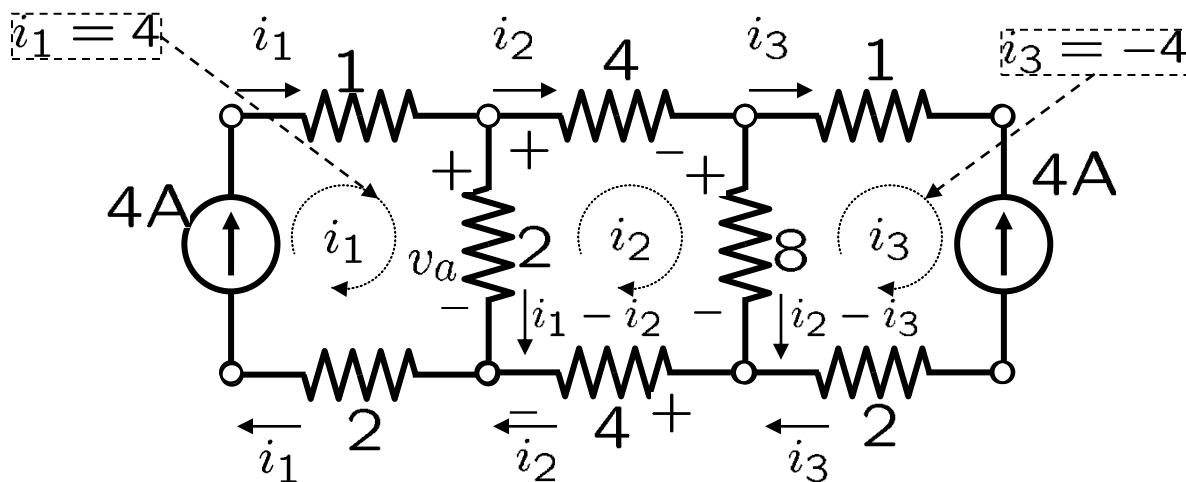 i₁ = 4
i₁
i₂
i₃
i₃ = −4
1
4
1
+
+
−
+
4A
i₁
vₐ
2
i₂
8
i₃
4A
−
i₁ − i₂
−
i₂ − i₃
2
−
4
+
2
i₁
i₂
i₃